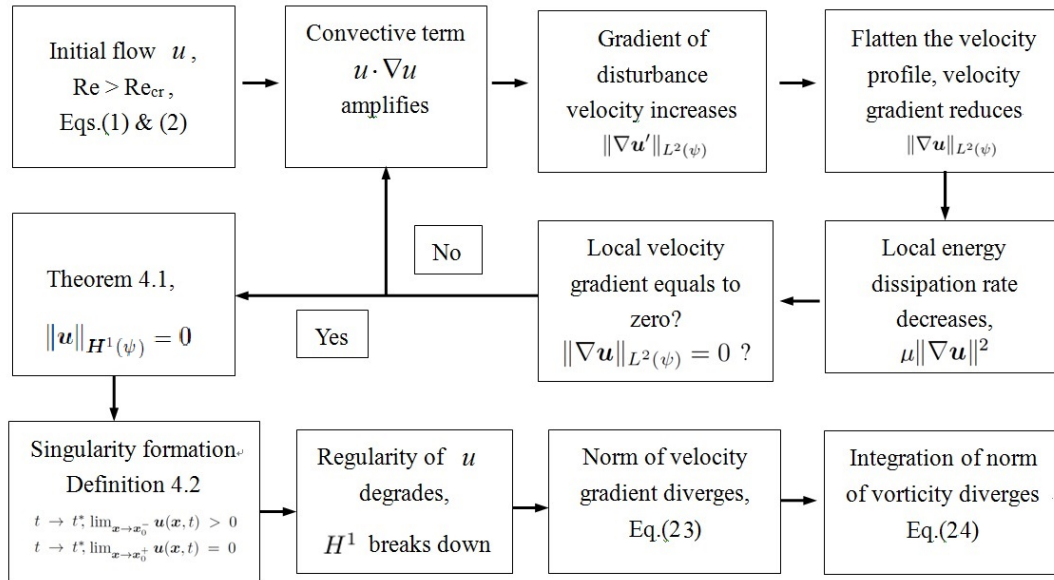 Initial flow u ,
Re > Re_cr ,
Eqs.(1) & (2)
Convective term
u · ∇u
amplifies
Gradient of
disturbance
velocity increases
‖∇u′‖_{L²(ψ)}
Flatten the velocity
profile, velocity
gradient reduces
‖∇u‖_{L²(ψ)}
Local energy
dissipation rate
decreases,
μ‖∇u‖²
Local velocity
gradient equals to
zero?
‖∇u‖_{L²(ψ)} = 0 ?
No
Yes
Theorem 4.1,
‖u‖_{H¹(ψ)} = 0
Singularity formation
Definition 4.2
t → t*, lim_{x→x₀⁻} u(x, t) > 0
t → t*, lim_{x→x₀⁺} u(x, t) = 0
Regularity of u
degrades,
H¹ breaks down
Norm of velocity
gradient diverges,
Eq.(23)
Integration of norm
of vorticity diverges
Eq.(24)